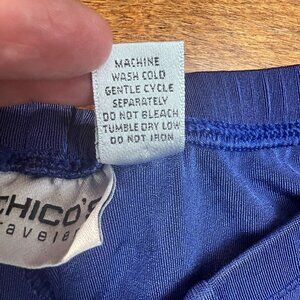 MACHINE
WASH COLD
GENTLE CYCLE
SEPARATELY
DO NOT BLEACH
TUMBLE DRY LOW
DO NOT IRON
CHICO'S